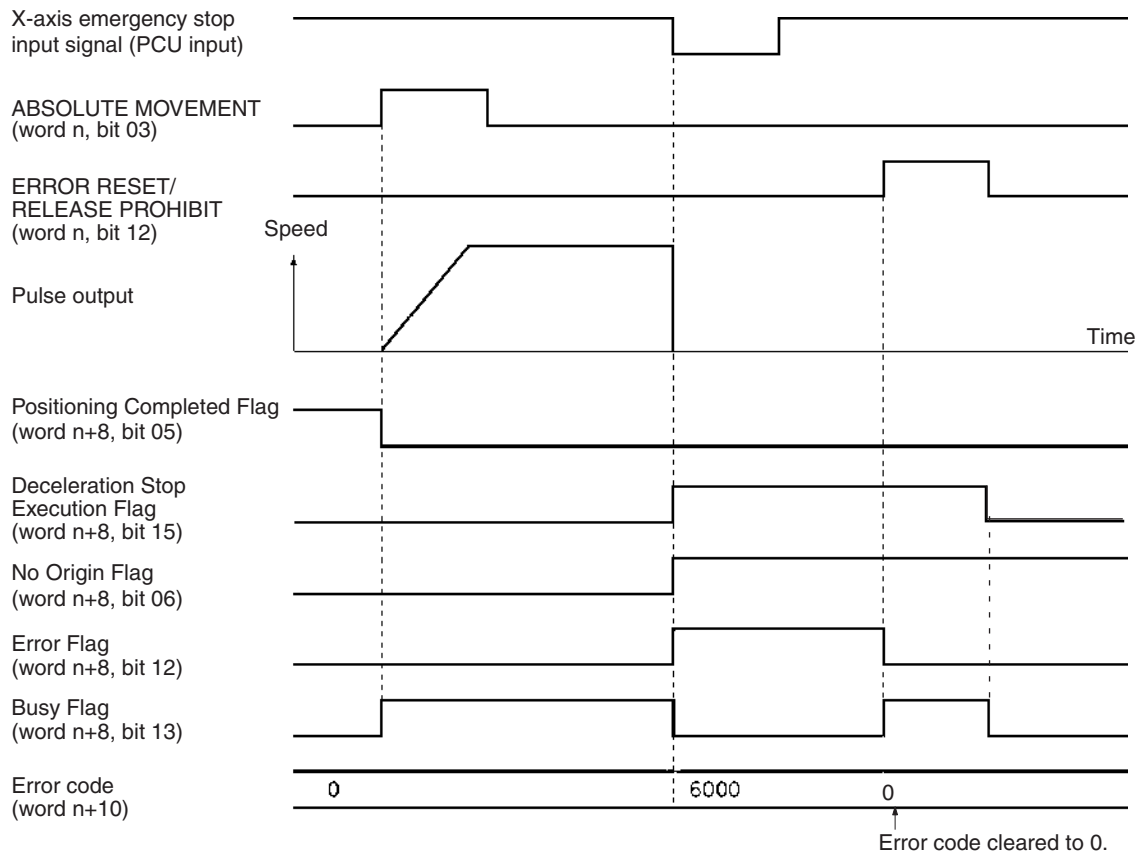 X-axis emergency stop
input signal (PCU input)
ABSOLUTE MOVEMENT
(word n, bit 03)
ERROR RESET/
RELEASE PROHIBIT
(word n, bit 12)
Speed
Pulse output
Time
Positioning Completed Flag
(word n+8, bit 05)
Deceleration Stop
Execution Flag
(word n+8, bit 15)
No Origin Flag
(word n+8, bit 06)
Error Flag
(word n+8, bit 12)
Busy Flag
(word n+8, bit 13)
Error code
(word n+10)
0
6000
0
Error code cleared to 0.